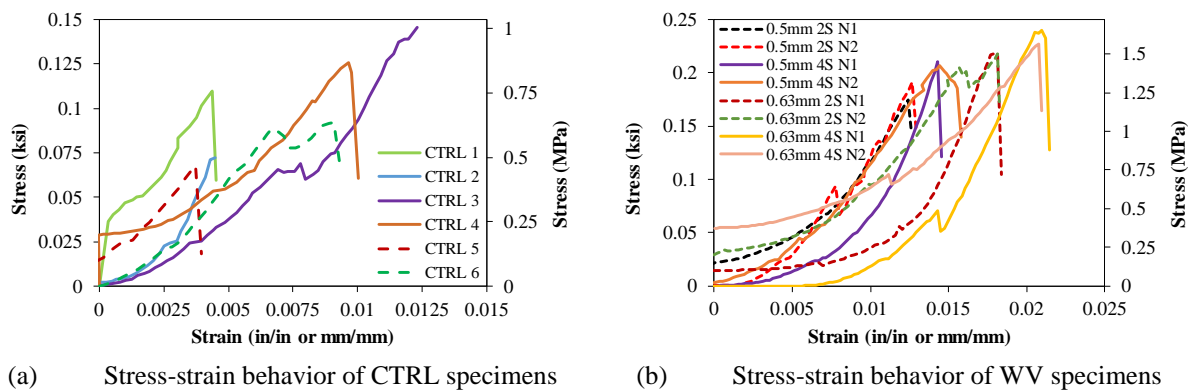 0.15
0.125
0.1
0.075
0.05
0.025
0
Stress (ksi)
1
0.75
0.5
0.25
0
Stress (MPa)
CTRL 1
CTRL 2
CTRL 3
CTRL 4
CTRL 5
CTRL 6
0 0.0025 0.005 0.0075 0.01 0.0125 0.015
Strain (in/in or mm/mm)
(a) Stress-strain behavior of CTRL specimens
0.25
0.2
0.15
0.1
0.05
0
Stress (ksi)
0.5mm 2S N1
0.5mm 2S N2
0.5mm 4S N1
0.5mm 4S N2
0.63mm 2S N1
0.63mm 2S N2
0.63mm 4S N1
0.63mm 4S N2
1.5
1.25
1
0.75
0.5
0.25
0
Stress (MPa)
0 0.005 0.01 0.015 0.02 0.025
Strain (in/in or mm/mm)
(b) Stress-strain behavior of WV specimens